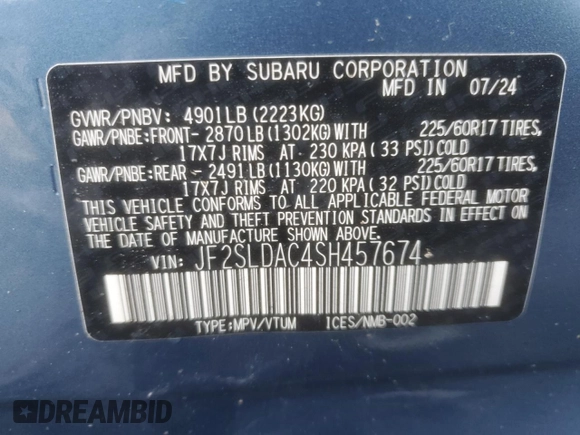 MFD BY SUBARU CORPORATION
MFD IN 07/24
GVWR/PNBV: 4901LB (2223KG)
GAWR/PNBE:FRONT- 2870LB (1302KG) WITH 225/60R17 TIRES,
17X7J RIMS AT 230 KPA (33 PSI) COLD
GAWR/PNBE:REAR - 2491LB (1130KG) WITH 225/60R17 TIRES,
17X7J RIMS AT 220 KPA (32 PSI) COLD
THIS VEHICLE CONFORMS TO ALL APPLICABLE FEDERAL MOTOR
VEHICLE SAFETY AND THEFT PREVENTION STANDARDS IN EFFECT ON
THE DATE OF MANUFACTURE SHOWN ABOVE.
VIN: JF2SLDAC4SH457674
TYPE:MPV/VTUM ICES/NMB-002
DREAMBID